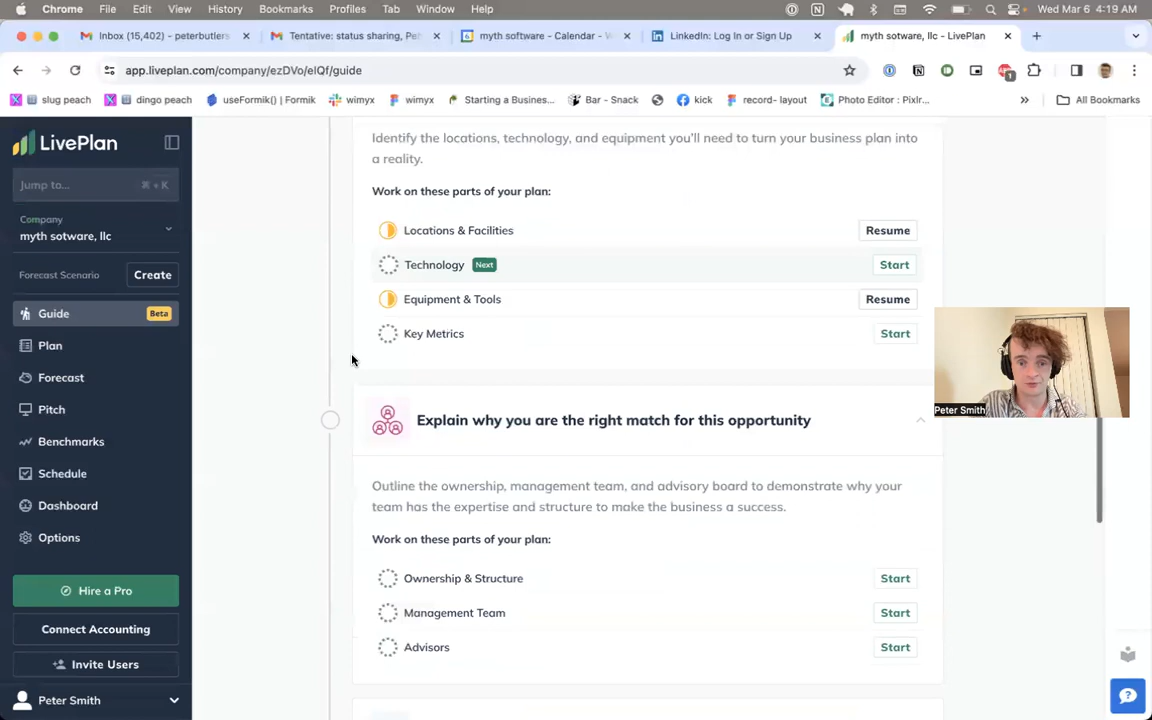 Chrome File Edit View History Bookmarks Profiles Tab Window Help Wed Mar 6 4:19 AM
Inbox (15,402) - peterbutlers
Tentative: status sharing, Pet
myth software - Calendar - W
LinkedIn: Log In or Sign Up
myth sotware, llc - LivePlan
app.liveplan.com/company/ezDVo/elQf/guide
slug peach
dingo peach
useFormik() | Formik
wimyx
wimyx
Starting a Business...
Bar - Snack
kick
record- layout
Photo Editor : Pixlr...
» All Bookmarks
LivePlan
Jump to... ⌘ + K
Company
myth sotware, llc
Forecast Scenario Create
Guide Beta
Plan
Forecast
Pitch
Benchmarks
Schedule
Dashboard
Options
Hire a Pro
Connect Accounting
Invite Users
Peter Smith
Identify the locations, technology, and equipment you'll need to turn your business plan into
a reality.
Work on these parts of your plan:
Locations & Facilities Resume
Technology Next Start
Equipment & Tools Resume
Key Metrics Start
Explain why you are the right match for this opportunity
Outline the ownership, management team, and advisory board to demonstrate why your
team has the expertise and structure to make the business a success.
Work on these parts of your plan:
Ownership & Structure Start
Management Team Start
Advisors Start
Peter Smith